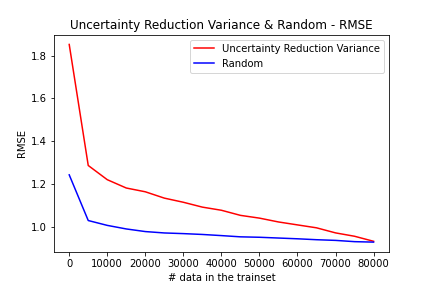 Uncertainty Reduction Variance & Random - RMSE
Uncertainty Reduction Variance
Random
RMSE
1.8
1.6
1.4
1.2
1.0
0 10000 20000 30000 40000 50000 60000 70000 80000
# data in the trainset